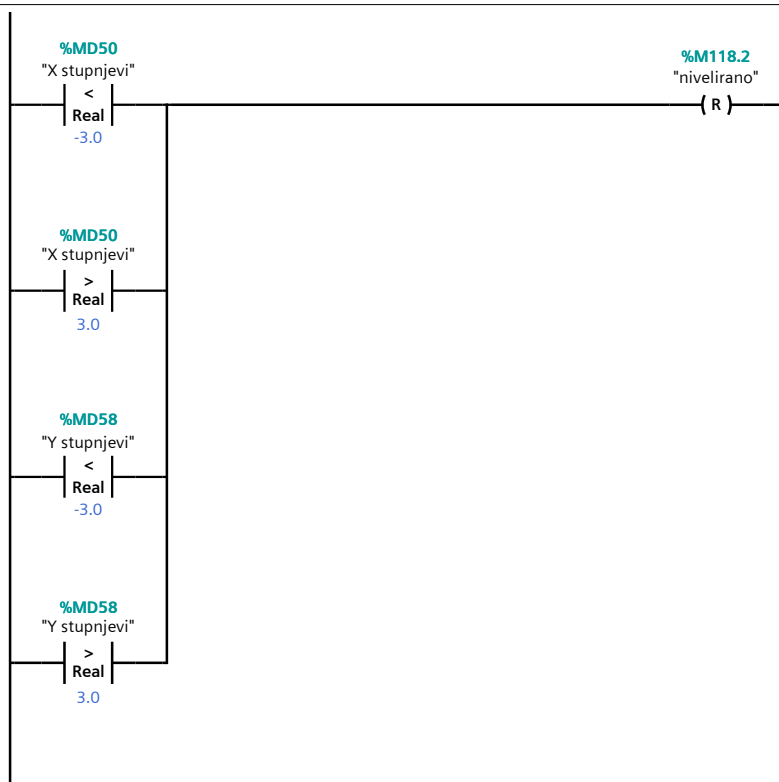 %MD50
"X stupnjevi"
<
Real
-3.0
%M118.2
"nivelirano"
( R )
%MD50
"X stupnjevi"
>
Real
3.0
%MD58
"Y stupnjevi"
<
Real
-3.0
%MD58
"Y stupnjevi"
>
Real
3.0